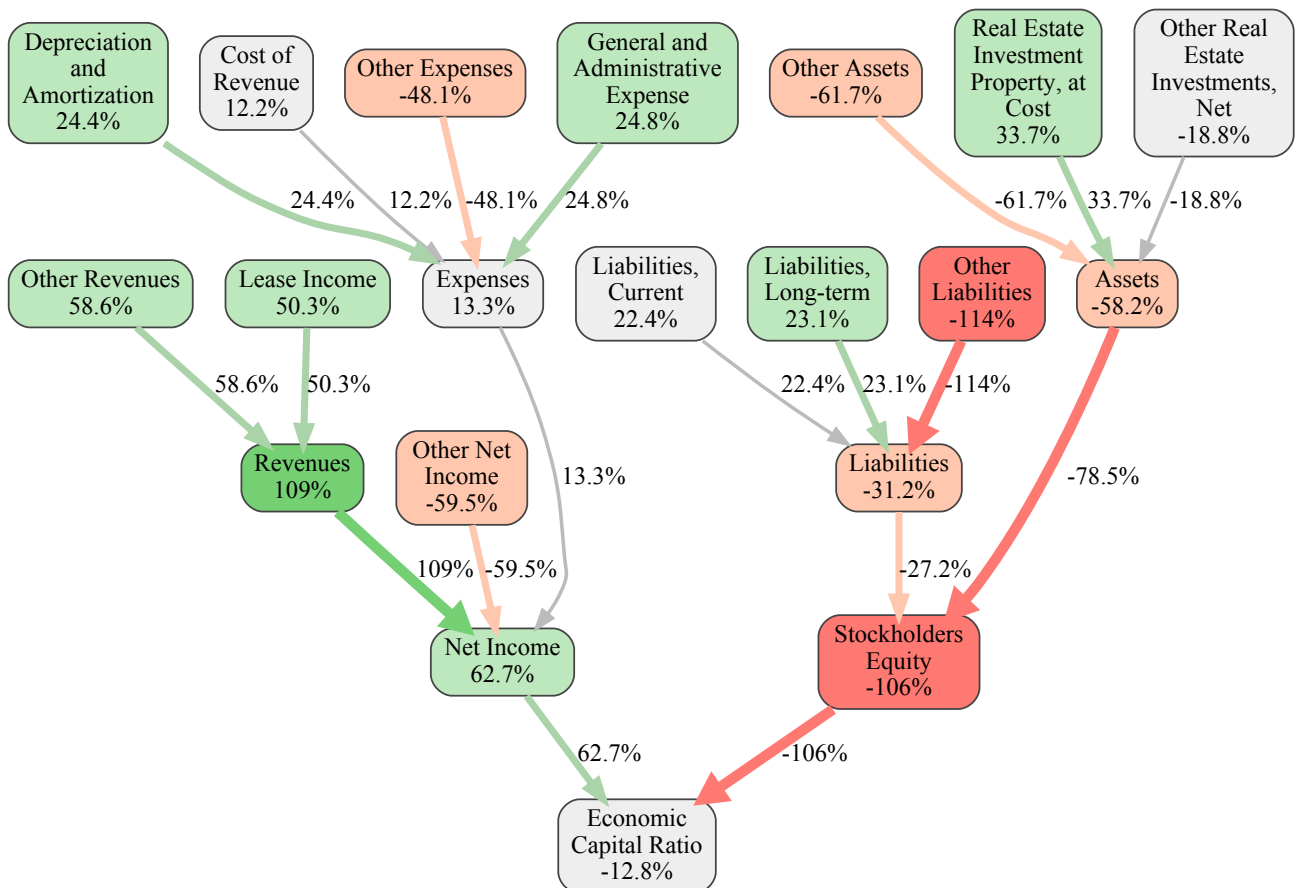 Depreciation
and
Amortization
24.4%
Cost of
Revenue
12.2%
Other Expenses
-48.1%
General and
Administrative
Expense
24.8%
Other Assets
-61.7%
Real Estate
Investment
Property, at
Cost
33.7%
Other Real
Estate
Investments,
Net
-18.8%
24.4%
12.2%
-48.1%
24.8%
-61.7%
33.7%
-18.8%
Other Revenues
58.6%
Lease Income
50.3%
Expenses
13.3%
Liabilities,
Current
22.4%
Liabilities,
Long-term
23.1%
Other
Liabilities
-114%
Assets
-58.2%
58.6%
50.3%
22.4%
23.1%
-114%
Revenues
109%
Other Net
Income
-59.5%
13.3%
Liabilities
-31.2%
-78.5%
109%
-59.5%
-27.2%
Net Income
62.7%
Stockholders
Equity
-106%
62.7%
-106%
Economic
Capital Ratio
-12.8%